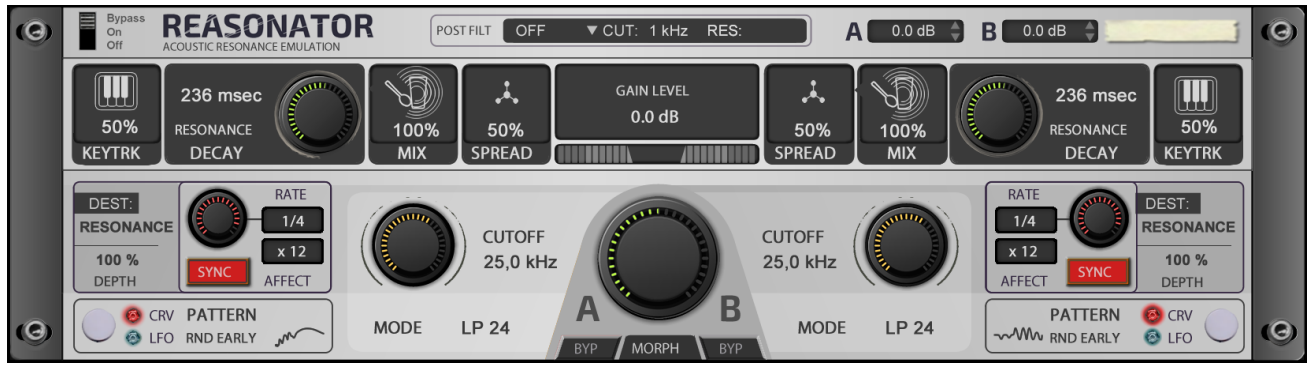 Bypass
On
Off
REASONATOR
ACOUSTIC RESONANCE EMULATION
POST FILT OFF ▼ CUT: 1 kHz RES:
A 0.0 dB B 0.0 dB
50%
KEYTRK
236 msec
RESONANCE
DECAY
100%
MIX
50%
SPREAD
GAIN LEVEL
0.0 dB
50%
SPREAD
100%
MIX
236 msec
RESONANCE
DECAY
50%
KEYTRK
DEST:
RESONANCE
100 %
DEPTH
RATE
1/4
x 12
SYNC
AFFECT
CUTOFF
25,0 kHz
MODE LP 24
A B
BYP MORPH BYP
CUTOFF
25,0 kHz
MODE LP 24
RATE
1/4
x 12
SYNC
AFFECT
DEST:
RESONANCE
100 %
DEPTH
CRV PATTERN
LFO RND EARLY
PATTERN CRV
RND EARLY LFO